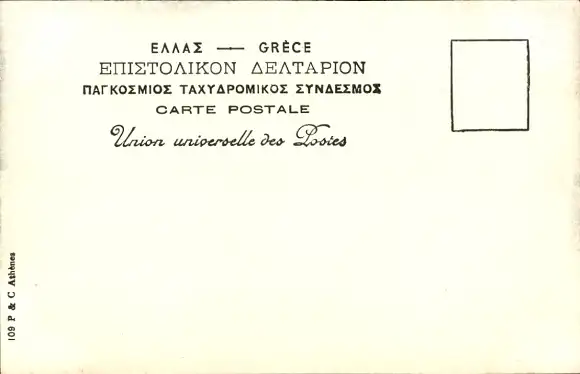 ΕΛΛΑΣ — GRÈCE
ΕΠΙΣΤΟΛΙΚΟΝ ΔΕΛΤΑΡΙΟΝ
ΠΑΓΚΟΣΜΙΟΣ ΤΑΧΥΔΡΟΜΙΚΟΣ ΣΥΝΔΕΣΜΟΣ
CARTE POSTALE
Union universelle des Postes
109 P & C Athènes